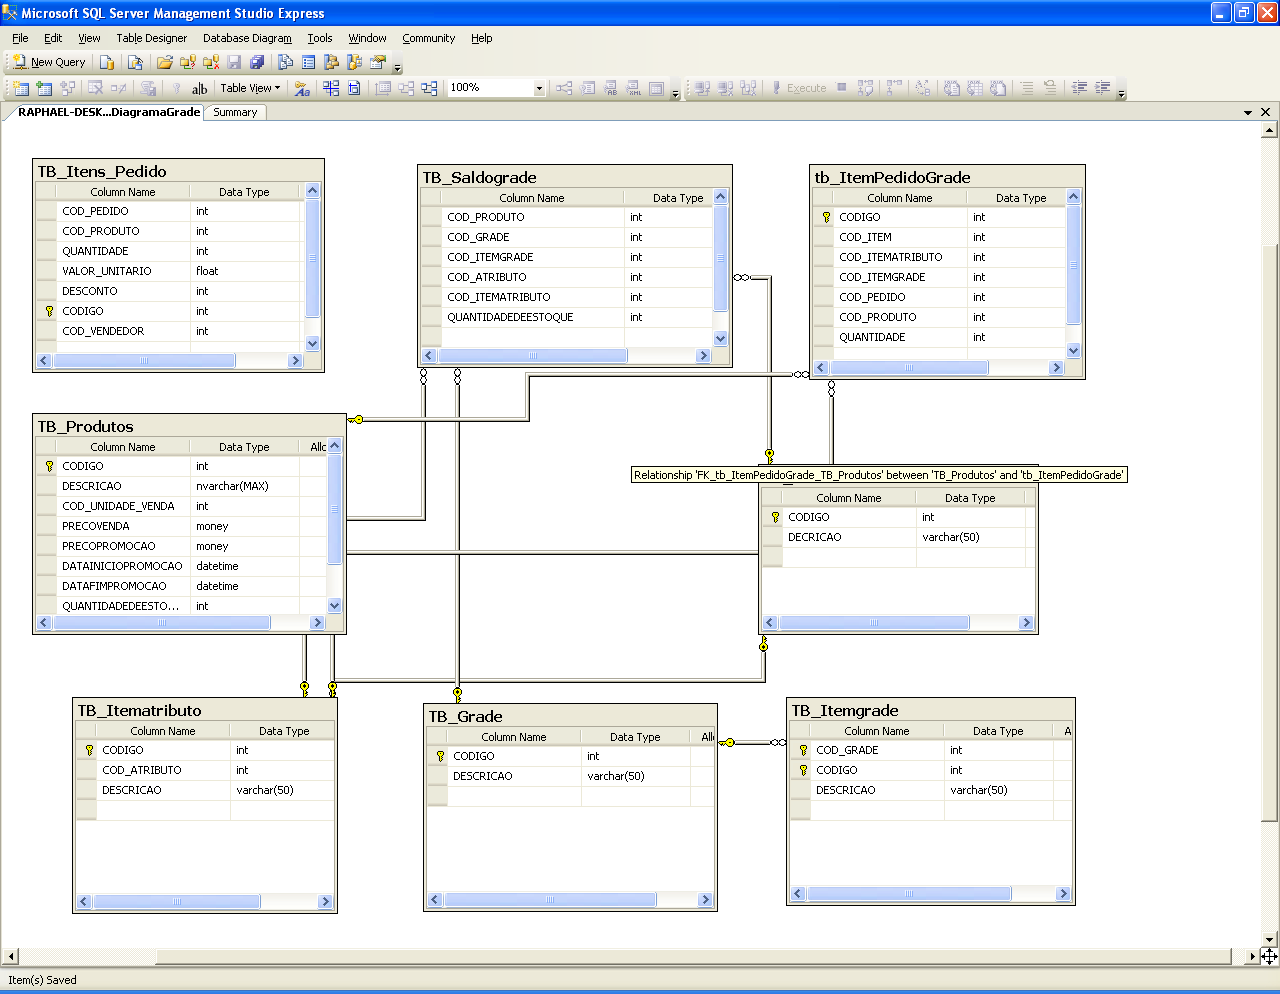 Microsoft SQL Server Management Studio Express
File Edit View Table Designer Database Diagram Tools Window Community Help
New Query
ab Table View 100% Execute
RAPHAEL-DESK...DiagramaGrade Summary
TB_Itens_Pedido
Column Name Data Type
COD_PEDIDO int
COD_PRODUTO int
QUANTIDADE int
VALOR_UNITARIO float
DESCONTO int
CODIGO int
COD_VENDEDOR int
TB_Saldograde
Column Name Data Type
COD_PRODUTO int
COD_GRADE int
COD_ITEMGRADE int
COD_ATRIBUTO int
COD_ITEMATRIBUTO int
QUANTIDADEDEESTOQUE int
tb_ItemPedidoGrade
Column Name Data Type
CODIGO int
COD_ITEM int
COD_ITEMATRIBUTO int
COD_ITEMGRADE int
COD_PEDIDO int
COD_PRODUTO int
QUANTIDADE int
TB_Produtos
Column Name Data Type Allo
CODIGO int
DESCRICAO nvarchar(MAX)
COD_UNIDADE_VENDA int
PRECOVENDA money
PRECOPROMOCAO money
DATAINICIOPROMOCAO datetime
DATAFIMPROMOCAO datetime
QUANTIDADEDEESTO... int
Relationship 'FK_tb_ItemPedidoGrade_TB_Produtos' between 'TB_Produtos' and 'tb_ItemPedidoGrade'
Column Name Data Type
CODIGO int
DECRICAO varchar(50)
TB_Itematributo
Column Name Data Type
CODIGO int
COD_ATRIBUTO int
DESCRICAO varchar(50)
TB_Grade
Column Name Data Type All
CODIGO int
DESCRICAO varchar(50)
TB_Itemgrade
Column Name Data Type A
COD_GRADE int
CODIGO int
DESCRICAO varchar(50)
Item(s) Saved